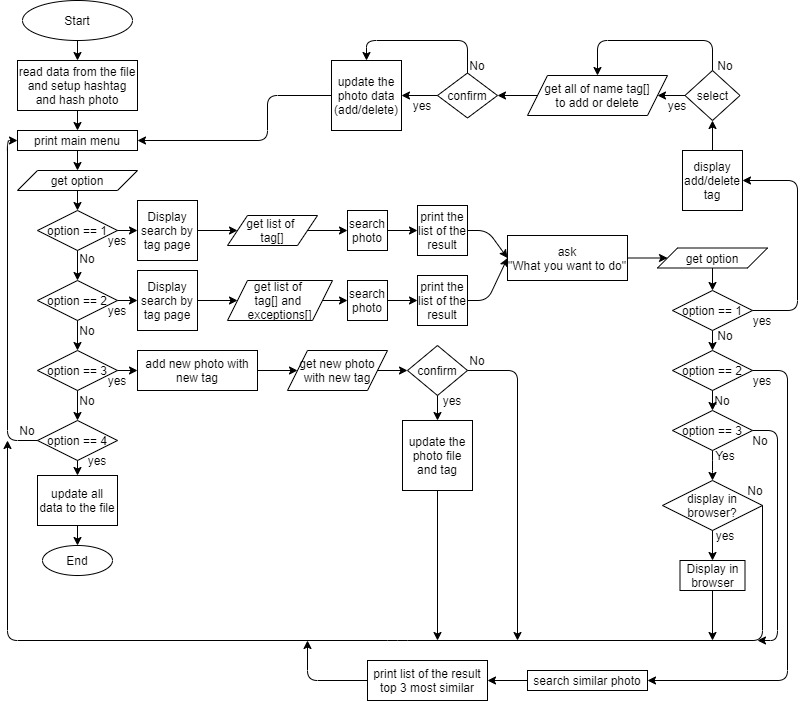 Start
read data from the file
and setup hashtag
and hash photo
print main menu
get option
option == 1
yes
No
Display
search by
tag page
get list of
tag[]
search
photo
print the
list of the
result
option == 2
yes
No
Display
search by
tag page
get list of
tag[] and
exceptions[]
search
photo
print the
list of the
result
ask
"What you want to do"
get option
option == 1
yes
No
display
add/delete
tag
select
No
yes
get all of name tag[]
to add or delete
confirm
No
yes
update the
photo data
(add/delete)
option == 3
yes
No
add new photo with
new tag
get new photo
with new tag
confirm
No
yes
update the
photo file
and tag
option == 4
No
yes
update all
data to the file
End
option == 2
yes
No
option == 3
No
Yes
display in
browser?
No
yes
Display in
browser
search similar photo
print list of the result
top 3 most similar